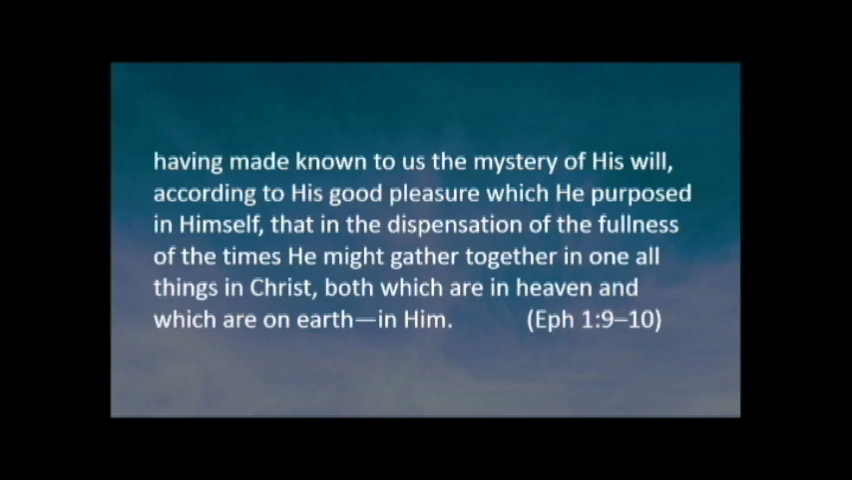 having made known to us the mystery of His will,
according to His good pleasure which He purposed
in Himself, that in the dispensation of the fullness
of the times He might gather together in one all
things in Christ, both which are in heaven and
which are on earth—in Him. (Eph 1:9–10)